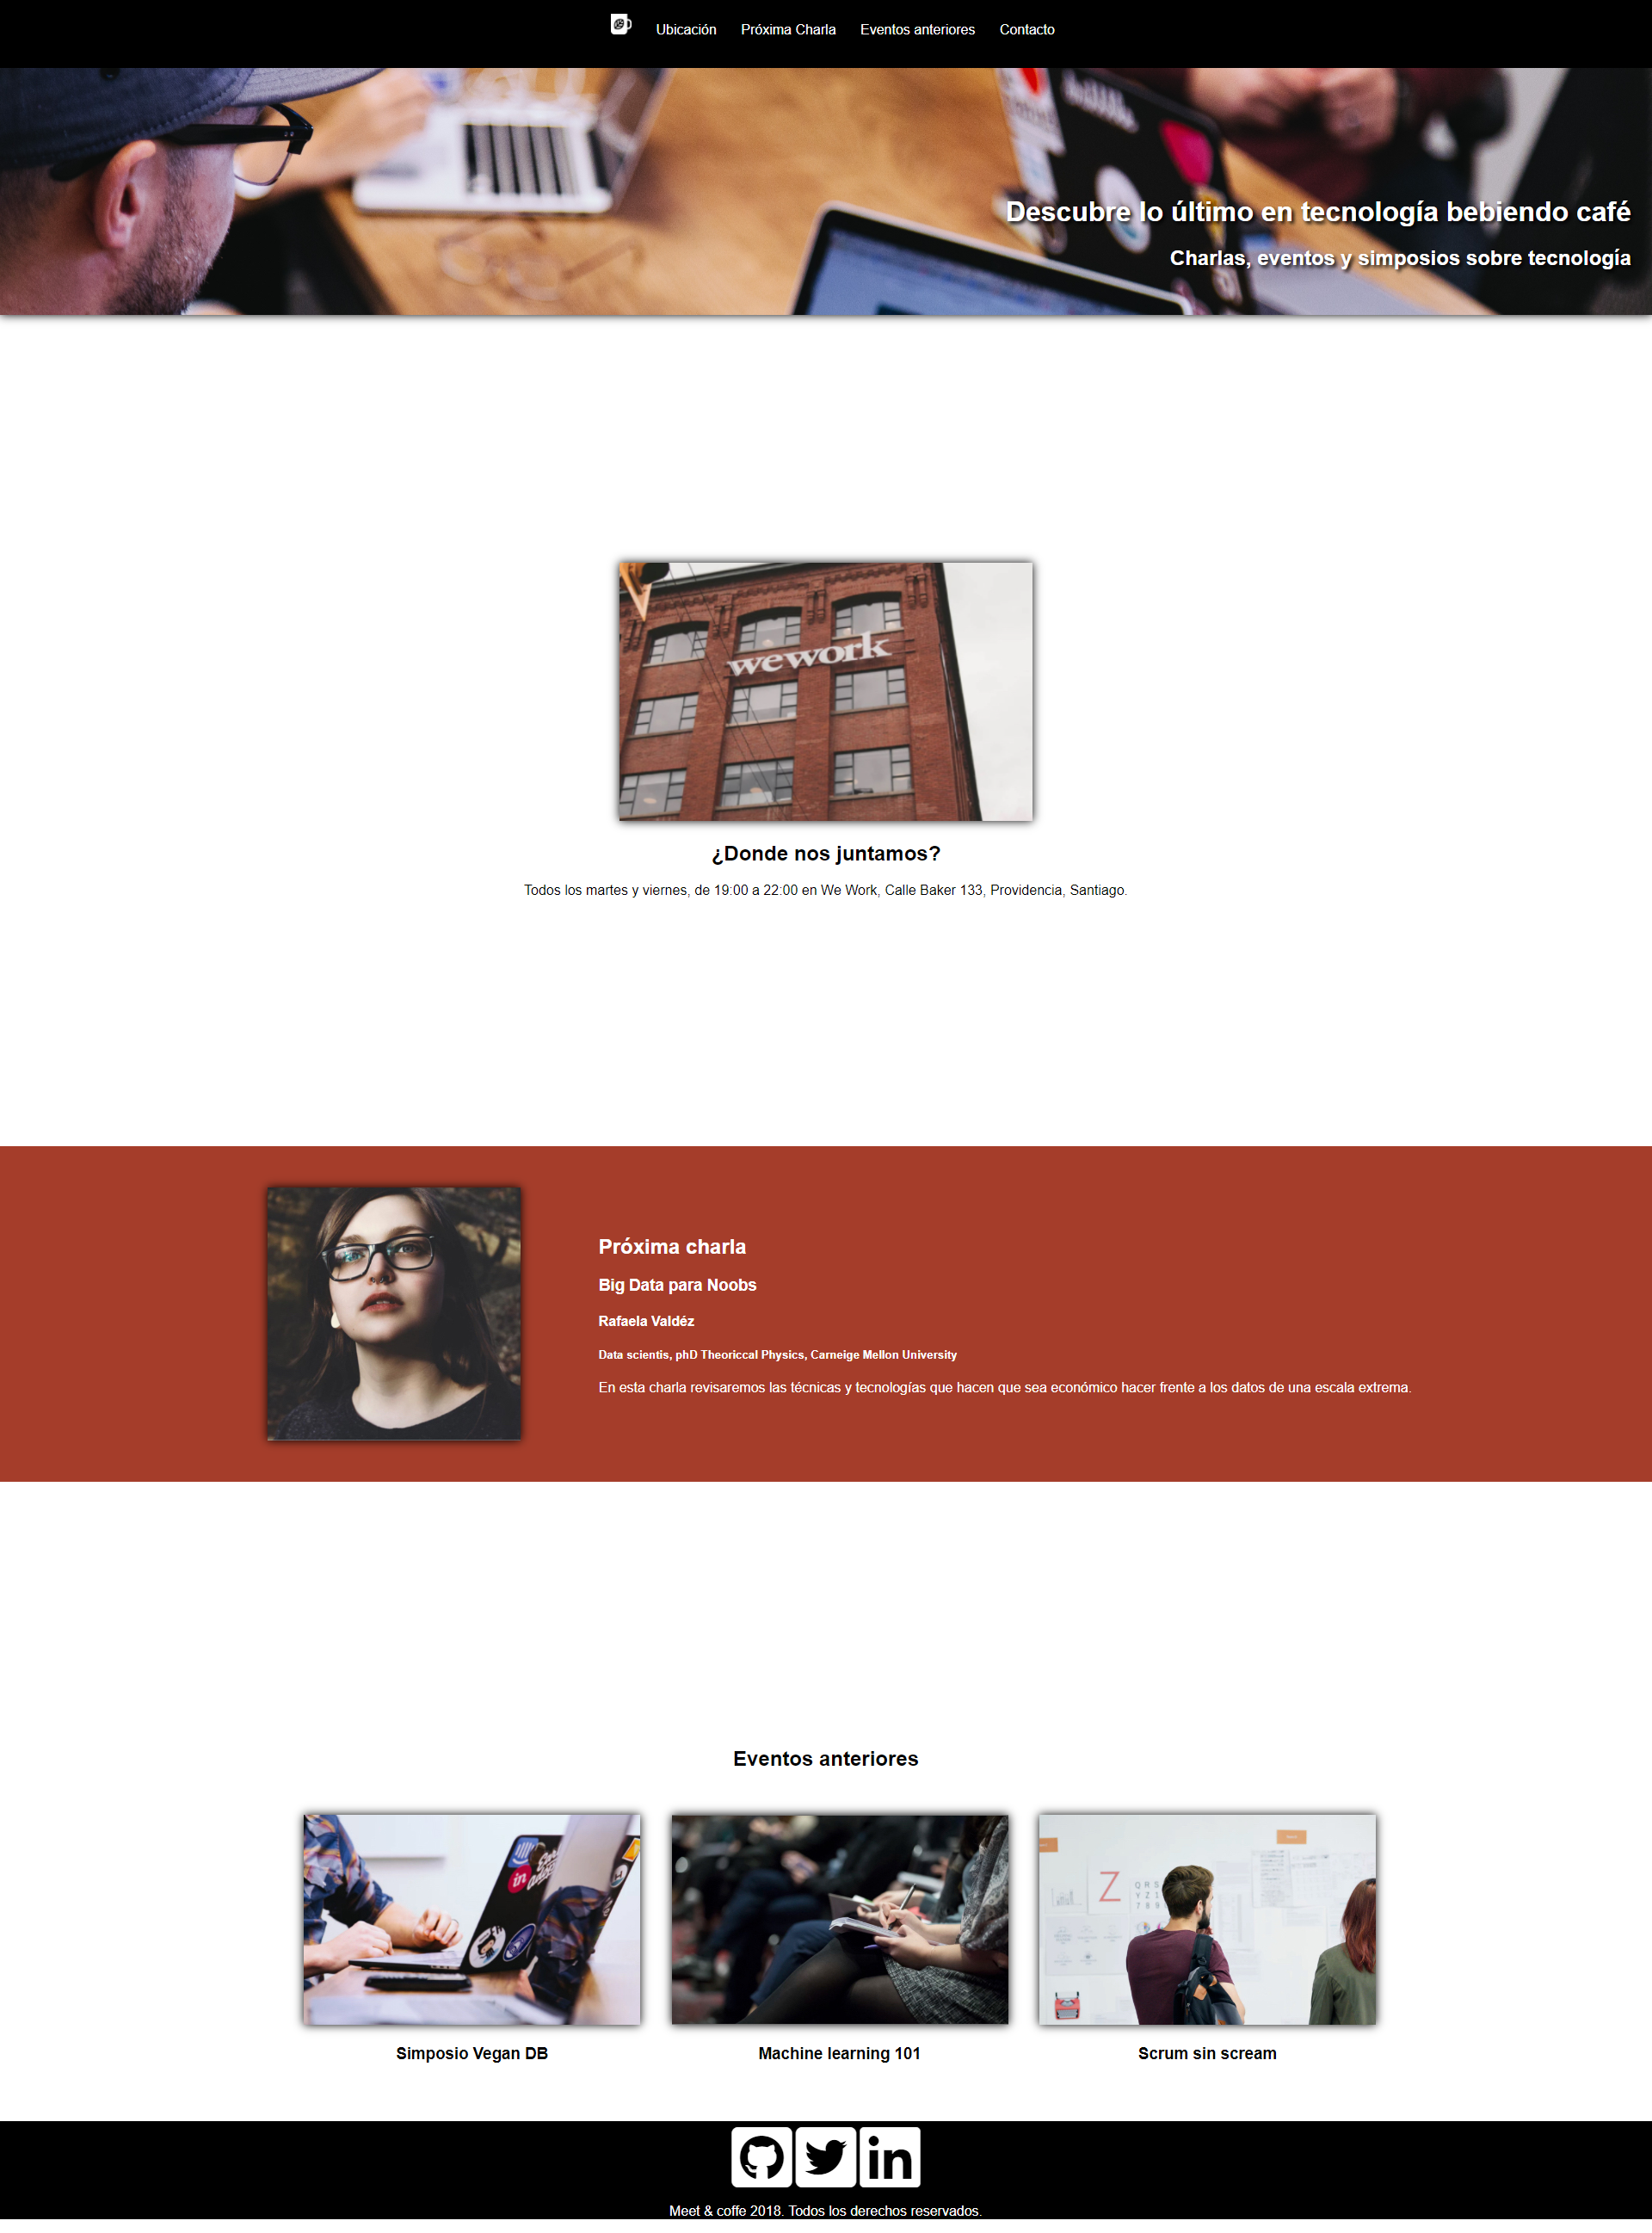 Ubicación Próxima Charla Eventos anteriores Contacto
Descubre lo último en tecnología bebiendo café
Charlas, eventos y simposios sobre tecnología
wework
¿Donde nos juntamos?
Todos los martes y viernes, de 19:00 a 22:00 en We Work, Calle Baker 133, Providencia, Santiago.
Próxima charla
Big Data para Noobs
Rafaela Valdéz
Data scientis, phD Theoriccal Physics, Carneige Mellon University
En esta charla revisaremos las técnicas y tecnologías que hacen que sea económico hacer frente a los datos de una escala extrema.
Eventos anteriores
in
Z
Simposio Vegan DB Machine learning 101 Scrum sin scream
in
Meet & coffe 2018. Todos los derechos reservados.